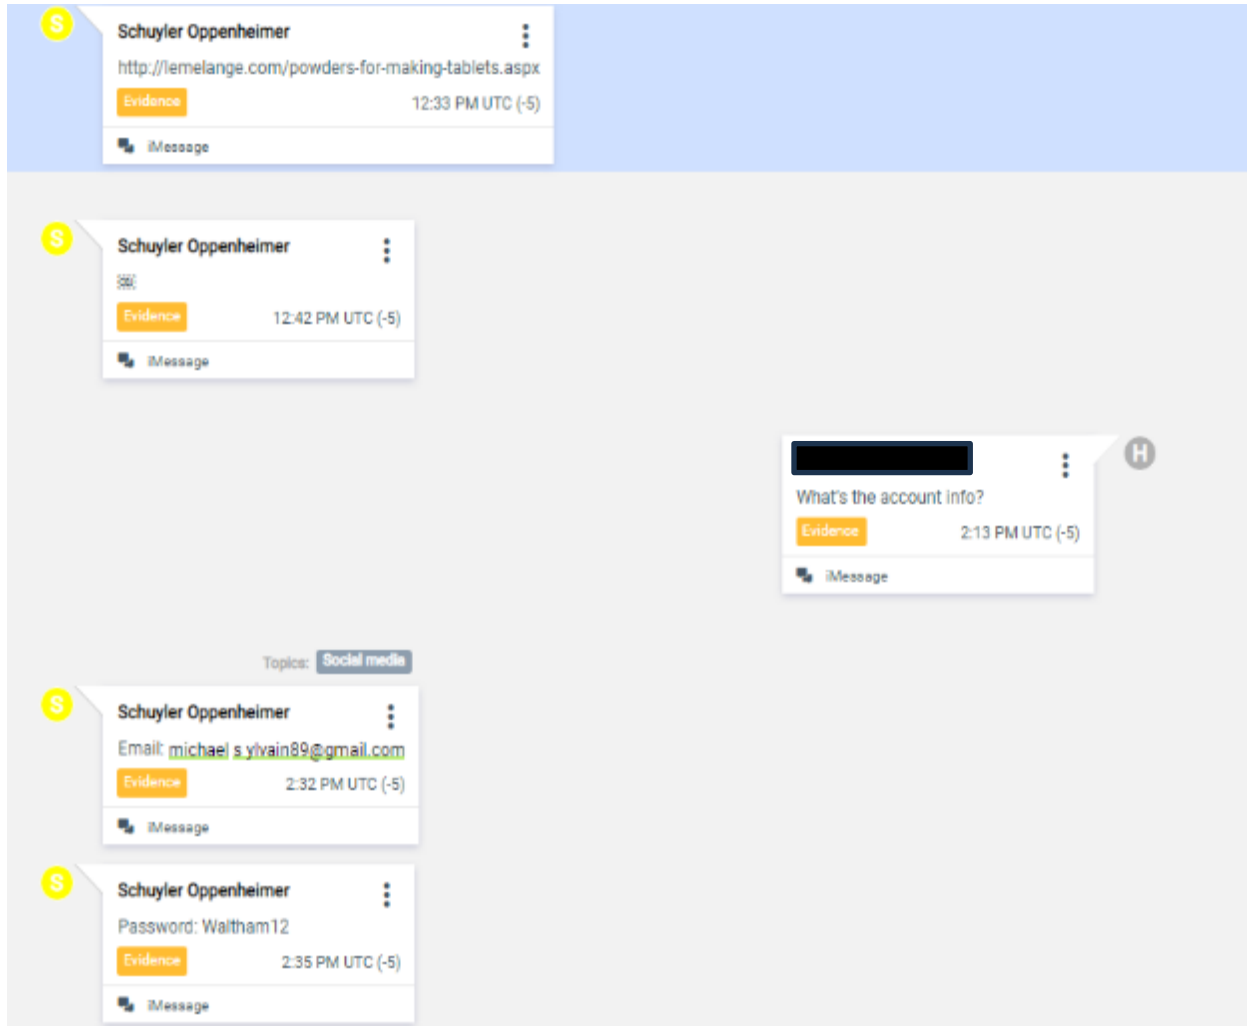 S
Schuyler Oppenheimer
http://lemelange.com/powders-for-making-tablets.aspx
Evidence 12:33 PM UTC (-5)
iMessage
S
Schuyler Oppenheimer
Evidence 12:42 PM UTC (-5)
iMessage
H
What's the account info?
Evidence 2:13 PM UTC (-5)
iMessage
Topics: Social media
S
Schuyler Oppenheimer
Email: michael s ylvain89@gmail.com
Evidence 2:32 PM UTC (-5)
iMessage
S
Schuyler Oppenheimer
Password: Waltham12
Evidence 2:35 PM UTC (-5)
iMessage